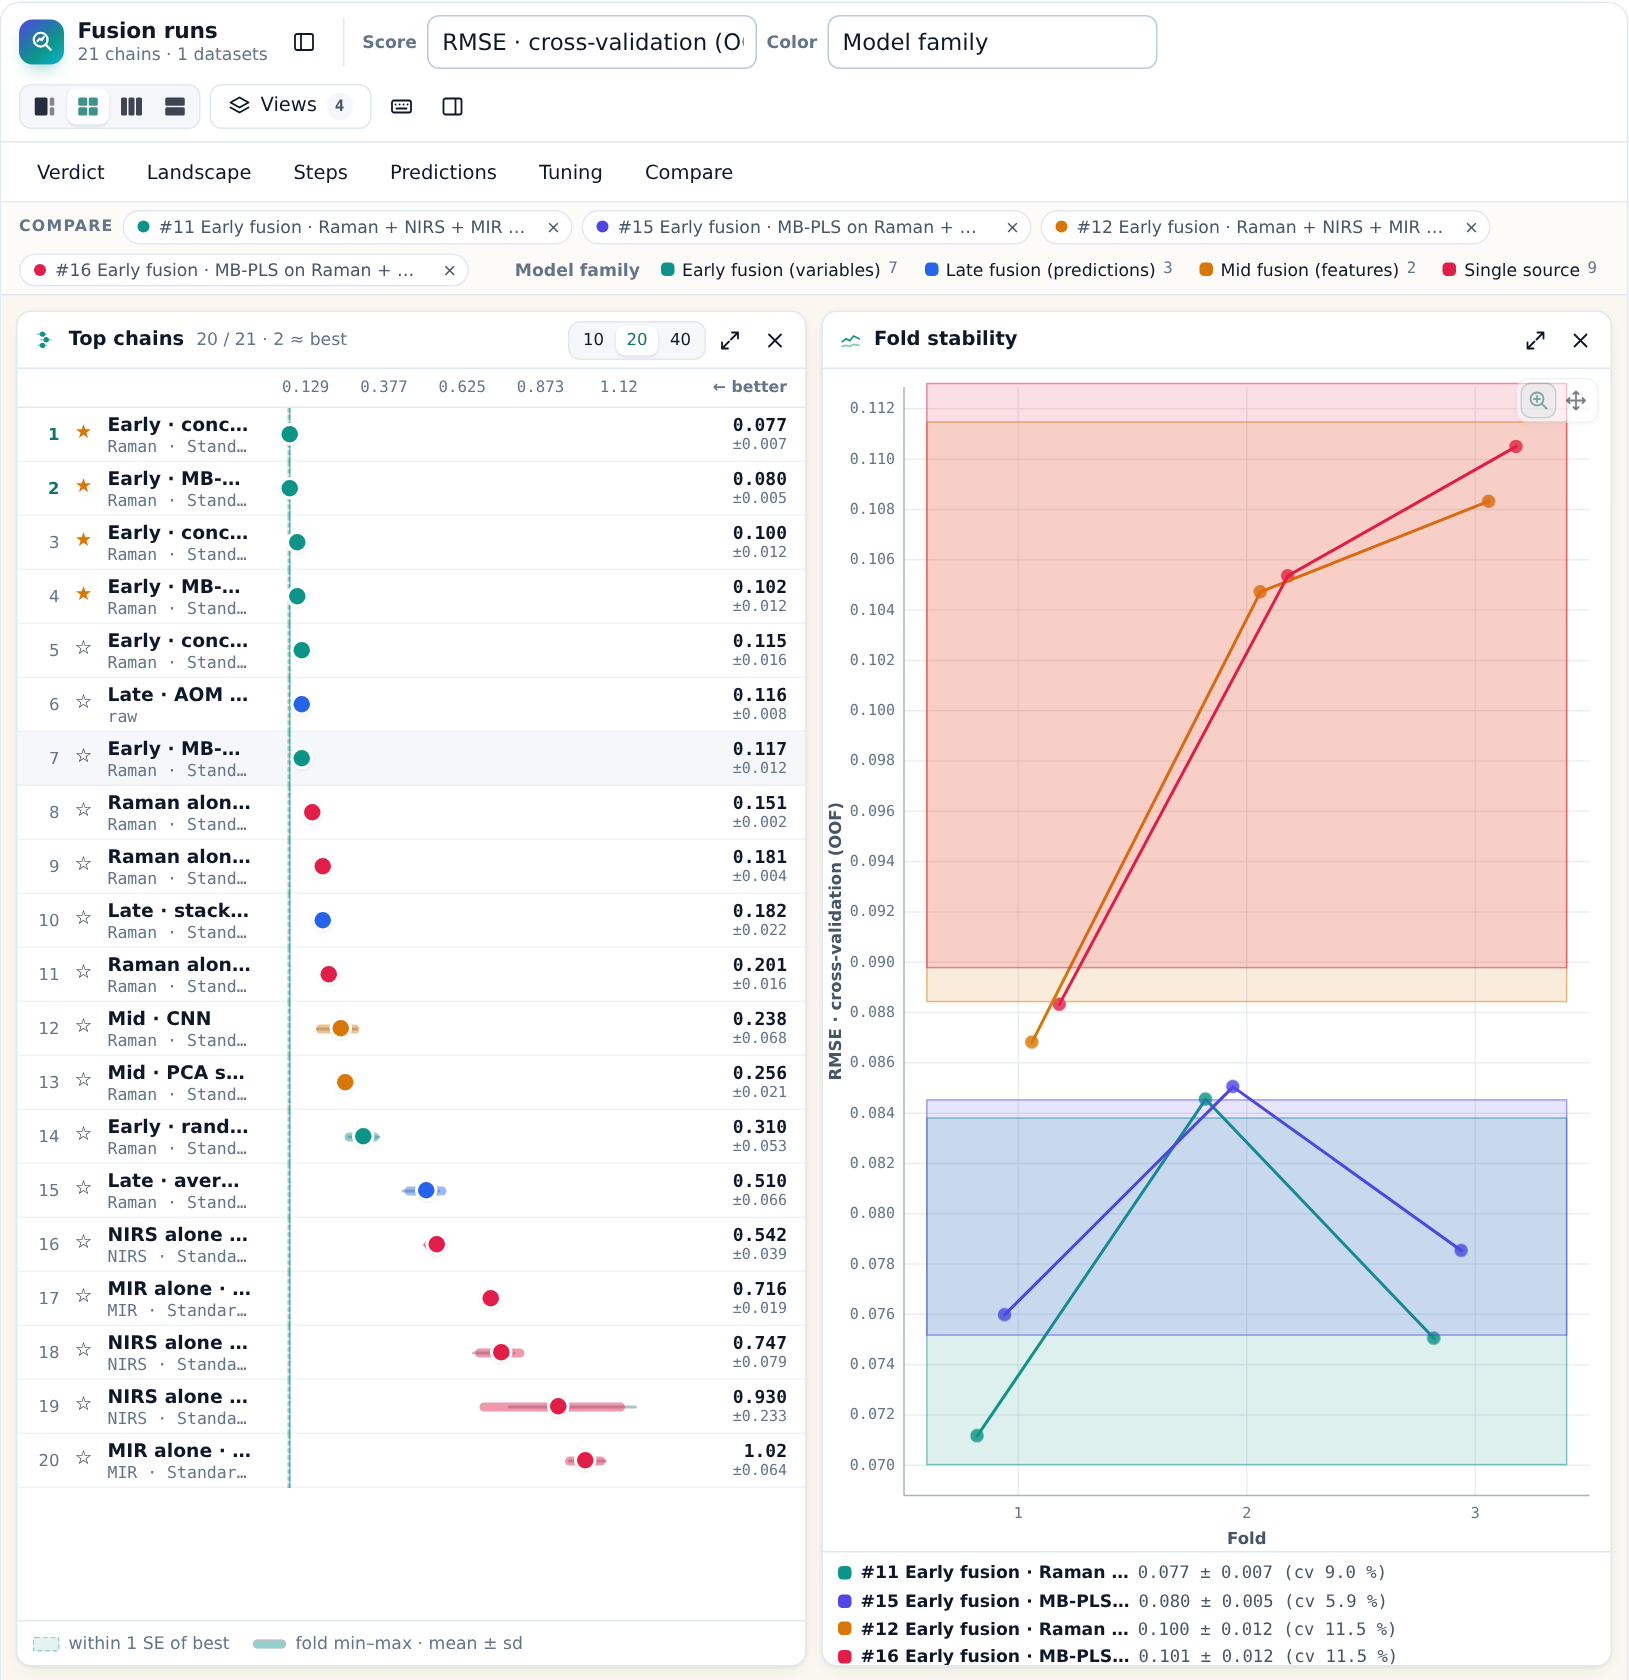 Fusion runs
21 chains · 1 datasets
Score
RMSE · cross-validation (O
Color
Model family
Views 4
Verdict
Landscape
Steps
Predictions
Tuning
Compare
COMPARE
#11 Early fusion · Raman + NIRS + MIR … ×
#15 Early fusion · MB-PLS on Raman + … ×
#12 Early fusion · Raman + NIRS + MIR … ×
#16 Early fusion · MB-PLS on Raman + … ×
Model family
Early fusion (variables) 7
Late fusion (predictions) 3
Mid fusion (features) 2
Single source 9
Top chains 20 / 21 · 2 ≈ best
10 20 40
0.129 0.377 0.625 0.873 1.12 ← better
1 ★ Early · conc… 0.077
Raman · Stand… ±0.007
2 ★ Early · MB-… 0.080
Raman · Stand… ±0.005
3 ★ Early · conc… 0.100
Raman · Stand… ±0.012
4 ★ Early · MB-… 0.102
Raman · Stand… ±0.012
5 ☆ Early · conc… 0.115
Raman · Stand… ±0.016
6 ☆ Late · AOM … 0.116
raw ±0.008
7 ☆ Early · MB-… 0.117
Raman · Stand… ±0.012
8 ☆ Raman alon… 0.151
Raman · Stand… ±0.002
9 ☆ Raman alon… 0.181
Raman · Stand… ±0.004
10 ☆ Late · stack… 0.182
Raman · Stand… ±0.022
11 ☆ Raman alon… 0.201
Raman · Stand… ±0.016
12 ☆ Mid · CNN 0.238
Raman · Stand… ±0.068
13 ☆ Mid · PCA s… 0.256
Raman · Stand… ±0.021
14 ☆ Early · rand… 0.310
Raman · Stand… ±0.053
15 ☆ Late · aver… 0.510
Raman · Stand… ±0.066
16 ☆ NIRS alone … 0.542
NIRS · Standa… ±0.039
17 ☆ MIR alone · … 0.716
MIR · Standar… ±0.019
18 ☆ NIRS alone … 0.747
NIRS · Standa… ±0.079
19 ☆ NIRS alone … 0.930
NIRS · Standa… ±0.233
20 ☆ MIR alone · … 1.02
MIR · Standar… ±0.064
within 1 SE of best
fold min–max · mean ± sd
Fold stability
RMSE · cross-validation (OOF)
0.112
0.110
0.108
0.106
0.104
0.102
0.100
0.098
0.096
0.094
0.092
0.090
0.088
0.086
0.084
0.082
0.080
0.078
0.076
0.074
0.072
0.070
1 2 3
Fold
#11 Early fusion · Raman … 0.077 ± 0.007 (cv 9.0 %)
#15 Early fusion · MB-PLS… 0.080 ± 0.005 (cv 5.9 %)
#12 Early fusion · Raman … 0.100 ± 0.012 (cv 11.5 %)
#16 Early fusion · MB-PLS… 0.101 ± 0.012 (cv 11.5 %)